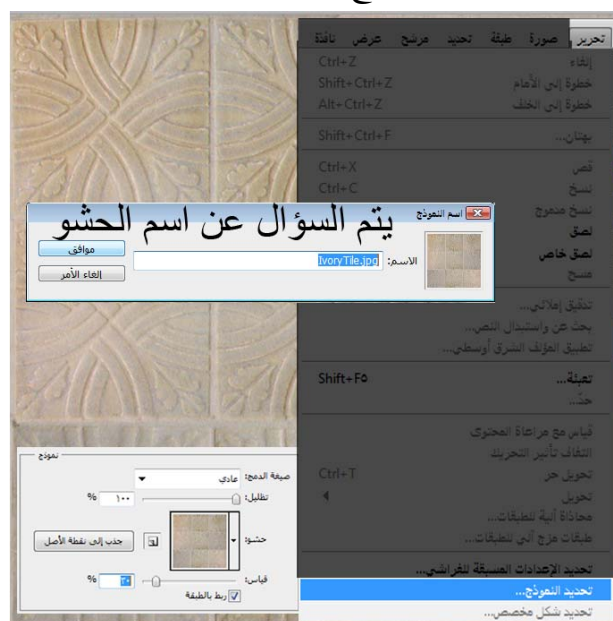 تحرير صورة طبقة تحديد مرشح عرض نافذة
إلغاء Ctrl+Z
خطوة إلى الأمام Shift+Ctrl+Z
خطوة إلى الخلف Alt+Ctrl+Z
بهتان... Shift+Ctrl+F
قص Ctrl+X
نسخ Ctrl+C
نسخ مدموج
لصق
لصق خاص
مسح
اسم النموذج
يتم السؤال عن اسم الحشو
الاسم: IvoryTile.jpg
موافق
إلغاء الأمر
تدقيق إملائي...
بحث عن واستبدال النص...
تطبيق المؤلف الشرق أوسطي...
تعبئة... Shift+F٥
حدّ...
قياس مع مراعاة المحتوى
التفاف تأثير التحريك
تحويل حر Ctrl+T
تحويل
محاذاة آلية للطبقات...
طبقات مزج آلي للطبقات...
تحديد الإعدادات المسبقة للفراشي...
تحديد النموذج...
تحديد شكل مخصص...
نموذج
صيغة الدمج: عادي
تظليل: ١٠٠ %
حشو:
جذب إلى نقطة الأصل
قياس: ٣٠ %
ربط بالطبقة